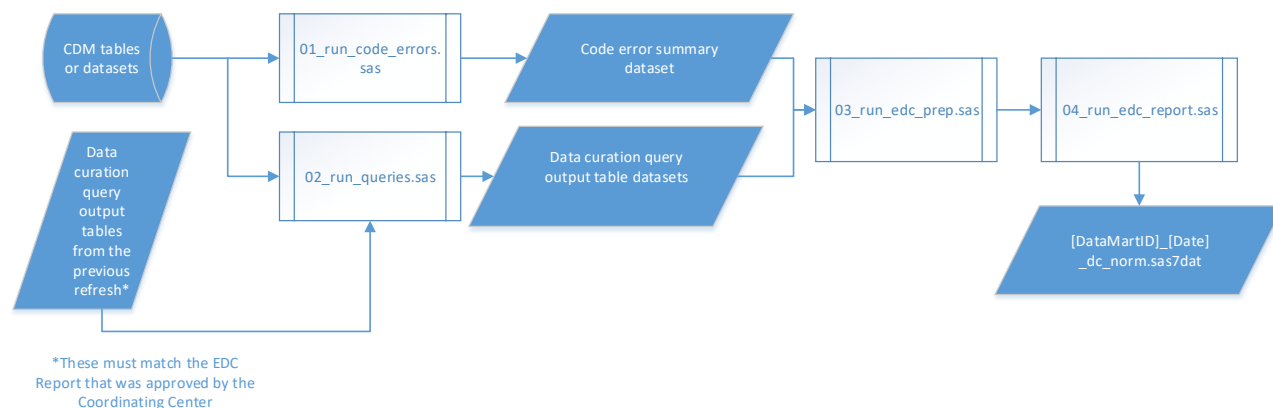 CDM tables
or datasets
01_run_code_errors.
sas
Code error summary
dataset
03_run_edc_prep.sas
04_run_edc_report.sas
Data
curation
query
output
tables
from the
previous
refresh*
02_run_queries.sas
Data curation query
output table datasets
[DataMartID]_[Date]
_dc_norm.sas7dat
*These must match the EDC
Report that was approved by the
Coordinating Center